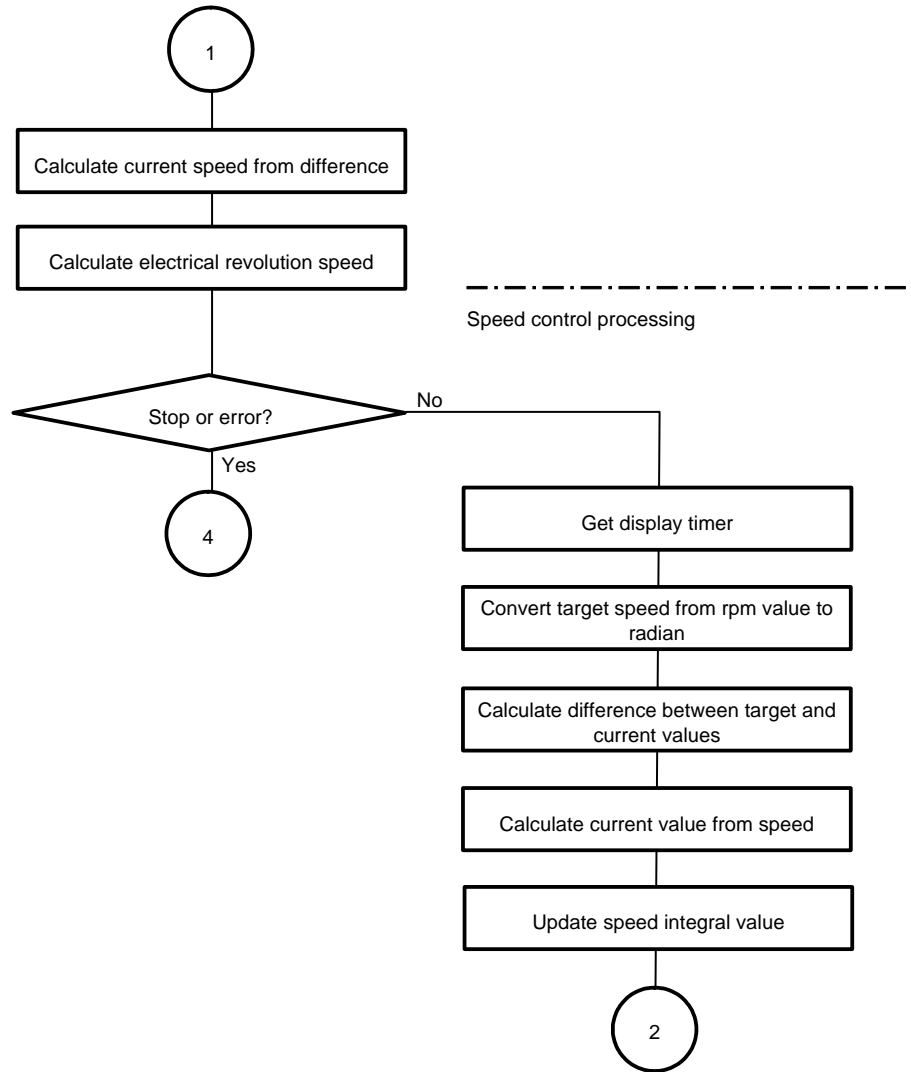 1
Calculate current speed from difference
Calculate electrical revolution speed
Speed control processing
Stop or error?
No
Yes
4
Get display timer
Convert target speed from rpm value to
radian
Calculate difference between target and
current values
Calculate current value from speed
Update speed integral value
2